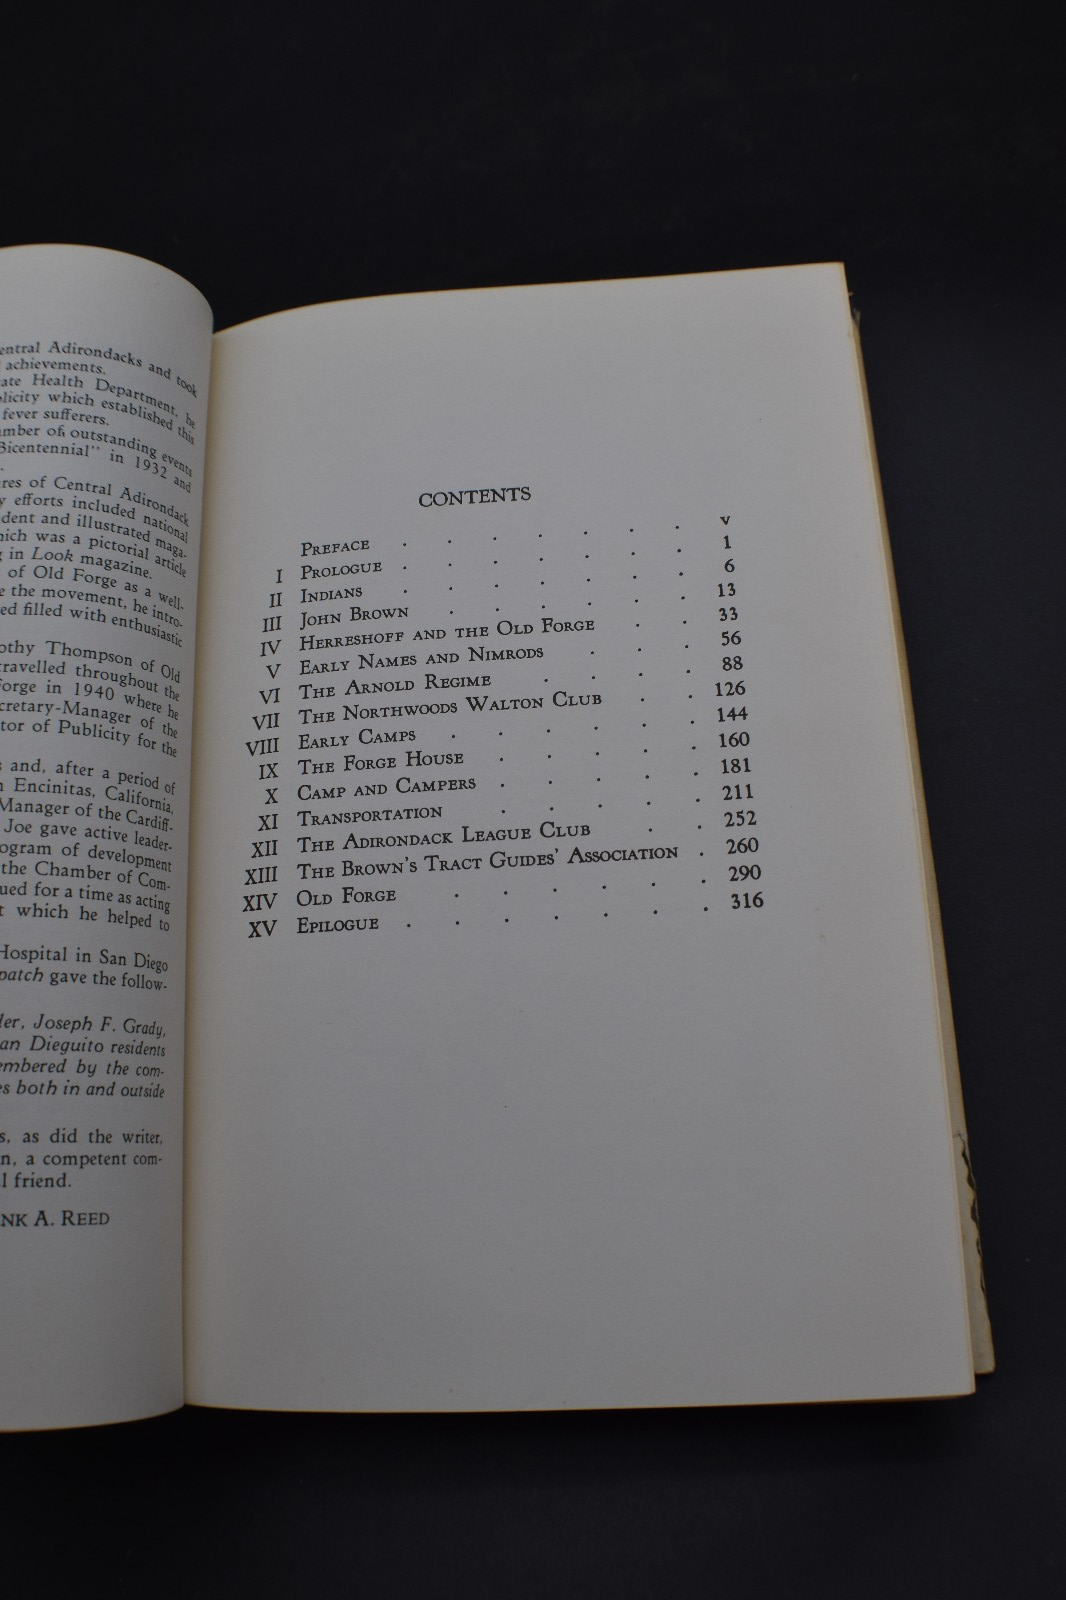 entral Adirondacks and took
achievements.
ate Health Department, he
licity which established this
fever sufferers.
mber of outstanding events
Bicentennial" in 1932 and
res of Central Adirondack
y efforts included national
dent and illustrated maga-
hich was a pictorial article
g in Look magazine.
of Old Forge as a well-
e the movement, he intro-
ed filled with enthusiastic
othy Thompson of Old
travelled throughout the
Forge in 1940 where he
cretary-Manager of the
tor of Publicity for the
s and, after a period of
n Encinitas, California,
Manager of the Cardiff-
Joe gave active leader-
ogram of development
the Chamber of Com-
ued for a time as acting
t which he helped to
Hospital in San Diego
patch gave the follow-
ler, Joseph F. Grady,
an Dieguito residents
embered by the com-
es both in and outside
s, as did the writer,
n, a competent com-
l friend.
NK A. REED
CONTENTS
PREFACE . . . . . . . v
I PROLOGUE . . . . . . . 1
II INDIANS . . . . . . . 6
III JOHN BROWN . . . . . . 13
IV HERRESHOFF AND THE OLD FORGE . . 33
V EARLY NAMES AND NIMRODS . . . 56
VI THE ARNOLD REGIME . . . . 88
VII THE NORTHWOODS WALTON CLUB . . 126
VIII EARLY CAMPS . . . . . . 144
IX THE FORGE HOUSE . . . . . 160
X CAMP AND CAMPERS . . . . . 181
XI TRANSPORTATION . . . . . 211
XII THE ADIRONDACK LEAGUE CLUB . . 252
XIII THE BROWN'S TRACT GUIDES' ASSOCIATION . 260
XIV OLD FORGE . . . . . . 290
XV EPILOGUE . . . . . . . 316